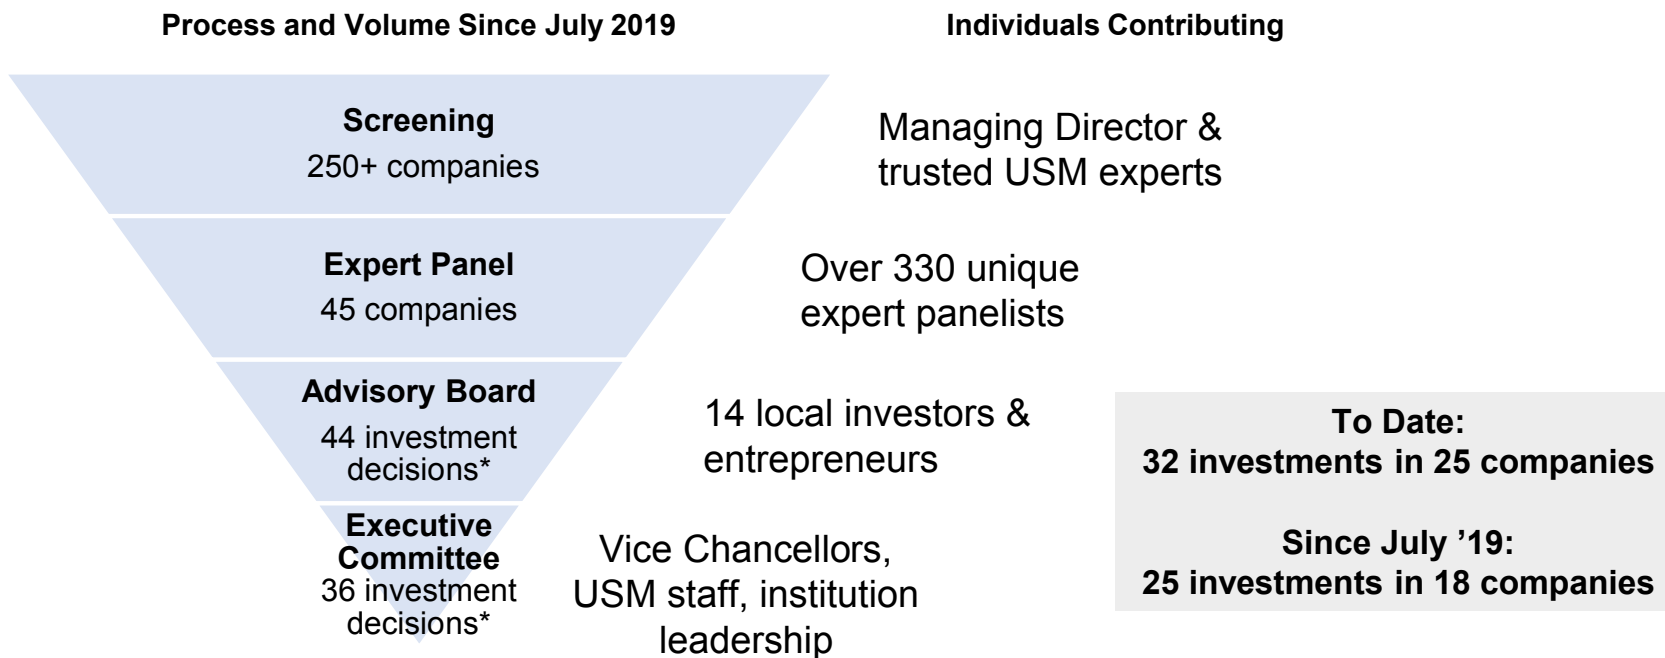 Process and Volume Since July 2019
Individuals Contributing
Screening
250+ companies
Managing Director &
trusted USM experts
Expert Panel
45 companies
Over 330 unique
expert panelists
Advisory Board
44 investment
decisions*
14 local investors &
entrepreneurs
Executive
Committee
36 investment
decisions*
Vice Chancellors,
USM staff, institution
leadership
To Date:
32 investments in 25 companies
Since July ’19:
25 investments in 18 companies